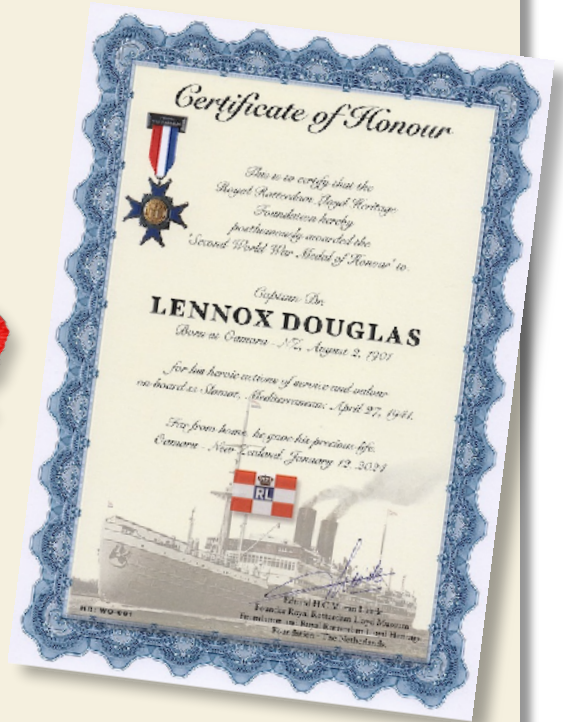 Certificate of Honour
This is to certify that the
Royal Rotterdam Lloyd Heritage
Foundation hereby
posthumously awarded the
'Second World War Medal of Honour' to
Captain Dr.
LENNOX DOUGLAS
Born at Oamaru - NZ, August 2, 1901
for his heroic actions of service and valour
on board ss Slamat, Mediterranean; April 27, 1941.
Far from home, he gave his precious life.
Oamaru - New Zealand, January 12, 2024
RL
Founder Royal Rotterdam Lloyd Museum
Foundation and Royal Rotterdam Lloyd Heritage
Foundation - The Netherlands